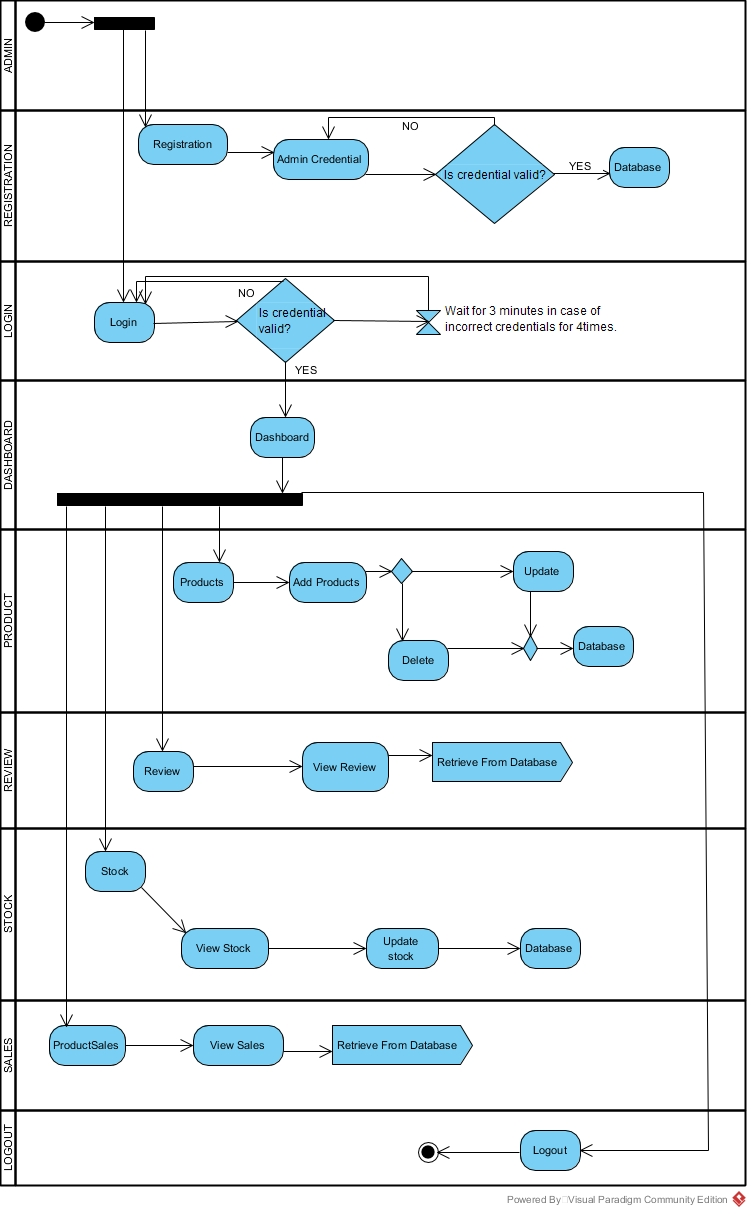 ADMIN
REGISTRATION
Registration
Admin Credential
NO
Is credential valid?
YES
Database
LOGIN
Login
NO
Is credential
valid?
YES
Wait for 3 minutes in case of
incorrect credentials for 4times.
DASHBOARD
Dashboard
PRODUCT
Products
Add Products
Update
Delete
Database
REVIEW
Review
View Review
Retrieve From Database
STOCK
Stock
View Stock
Update
stock
Database
SALES
ProductSales
View Sales
Retrieve From Database
LOGOUT
Logout
Powered By Visual Paradigm Community Edition